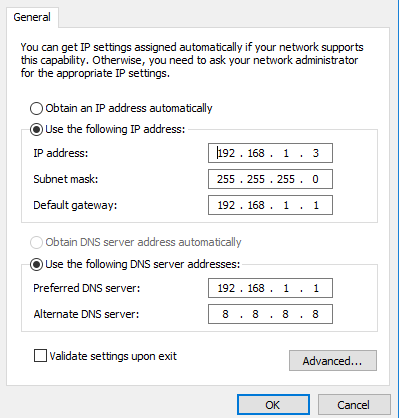 General
You can get IP settings assigned automatically if your network supports
this capability. Otherwise, you need to ask your network administrator
for the appropriate IP settings.
Obtain an IP address automatically
Use the following IP address:
IP address: 192 . 168 . 1 . 3
Subnet mask: 255 . 255 . 255 . 0
Default gateway: 192 . 168 . 1 . 1
Obtain DNS server address automatically
Use the following DNS server addresses:
Preferred DNS server: 192 . 168 . 1 . 1
Alternate DNS server: 8 . 8 . 8 . 8
Validate settings upon exit
Advanced...
OK Cancel